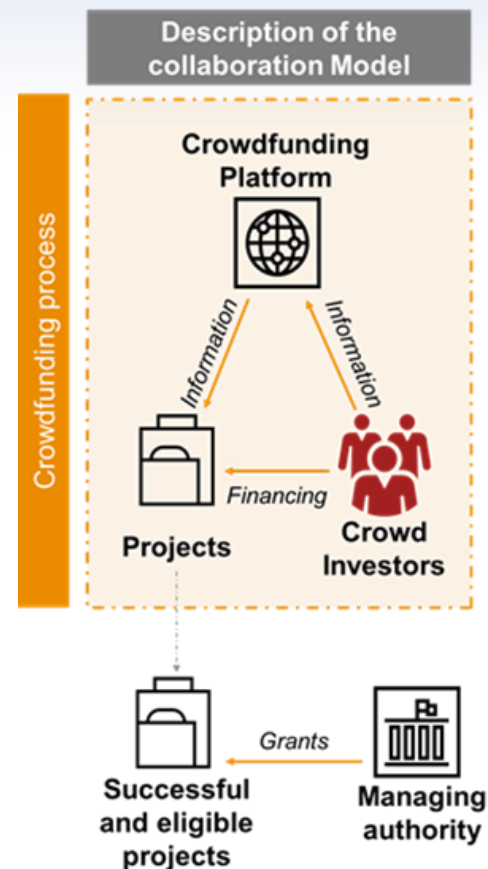 Description of the
collaboration Model
Crowdfunding process
Crowdfunding
Platform
Information
Information
Financing
Projects
Crowd
Investors
Grants
Successful
and eligible
projects
Managing
authority